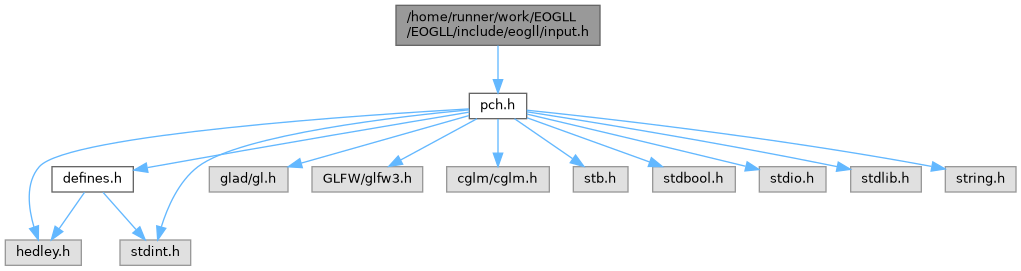 /home/runner/work/EOGLL
/EOGLL/include/eogll/input.h
pch.h
defines.h
glad/gl.h
GLFW/glfw3.h
cglm/cglm.h
stb.h
stdbool.h
stdio.h
stdlib.h
string.h
hedley.h
stdint.h